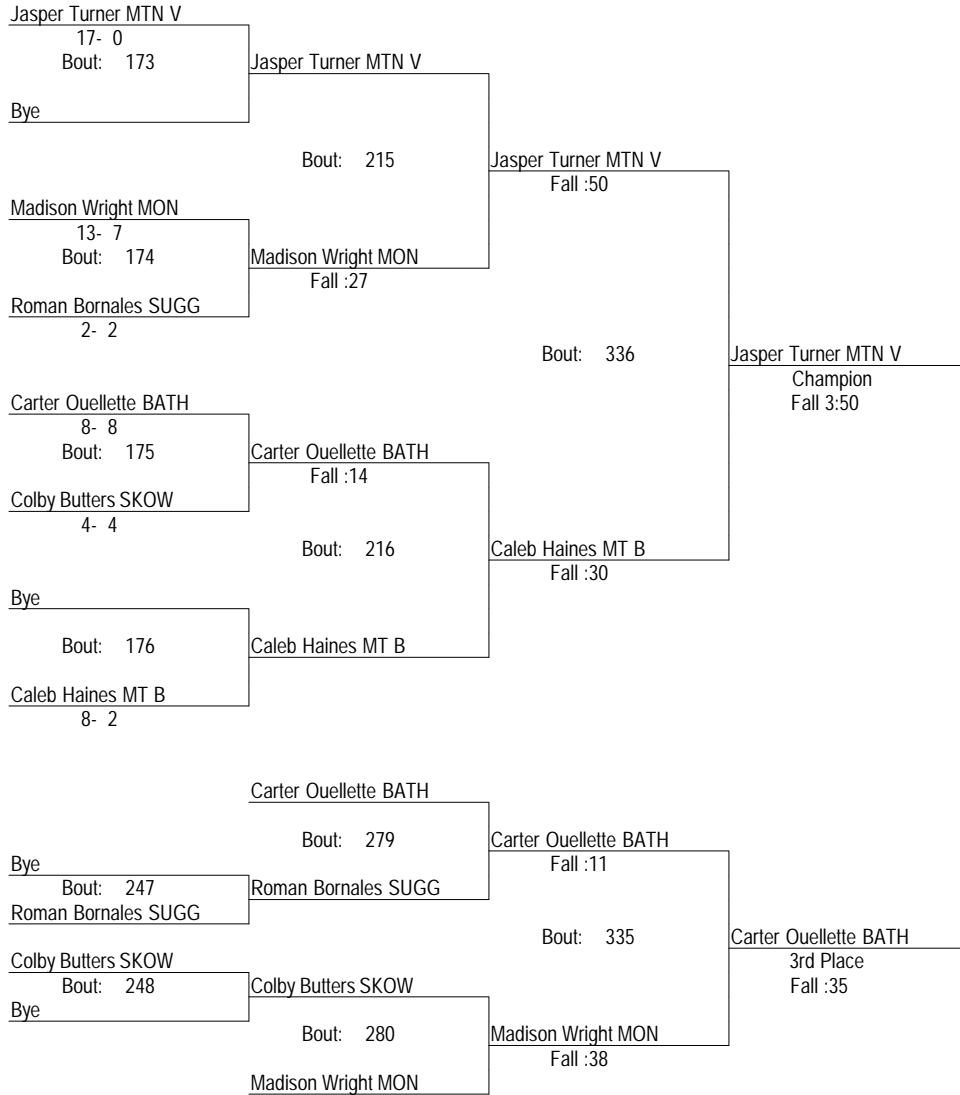 Jasper Turner MTN V
17- 0
Bout: 173
Jasper Turner MTN V
Bye
Bout: 215
Jasper Turner MTN V
Fall :50
Madison Wright MON
13- 7
Bout: 174
Madison Wright MON
Fall :27
Roman Bornales SUGG
2- 2
Bout: 336
Jasper Turner MTN V
Champion
Fall 3:50
Carter Ouellette BATH
8- 8
Bout: 175
Carter Ouellette BATH
Fall :14
Colby Butters SKOW
4- 4
Bout: 216
Caleb Haines MT B
Fall :30
Bye
Bout: 176
Caleb Haines MT B
Caleb Haines MT B
8- 2
Carter Ouellette BATH
Bout: 279
Carter Ouellette BATH
Fall :11
Bye
Bout: 247
Roman Bornales SUGG
Roman Bornales SUGG
Bout: 335
Carter Ouellette BATH
3rd Place
Fall :35
Colby Butters SKOW
Bout: 248
Colby Butters SKOW
Bye
Bout: 280
Madison Wright MON
Fall :38
Madison Wright MON